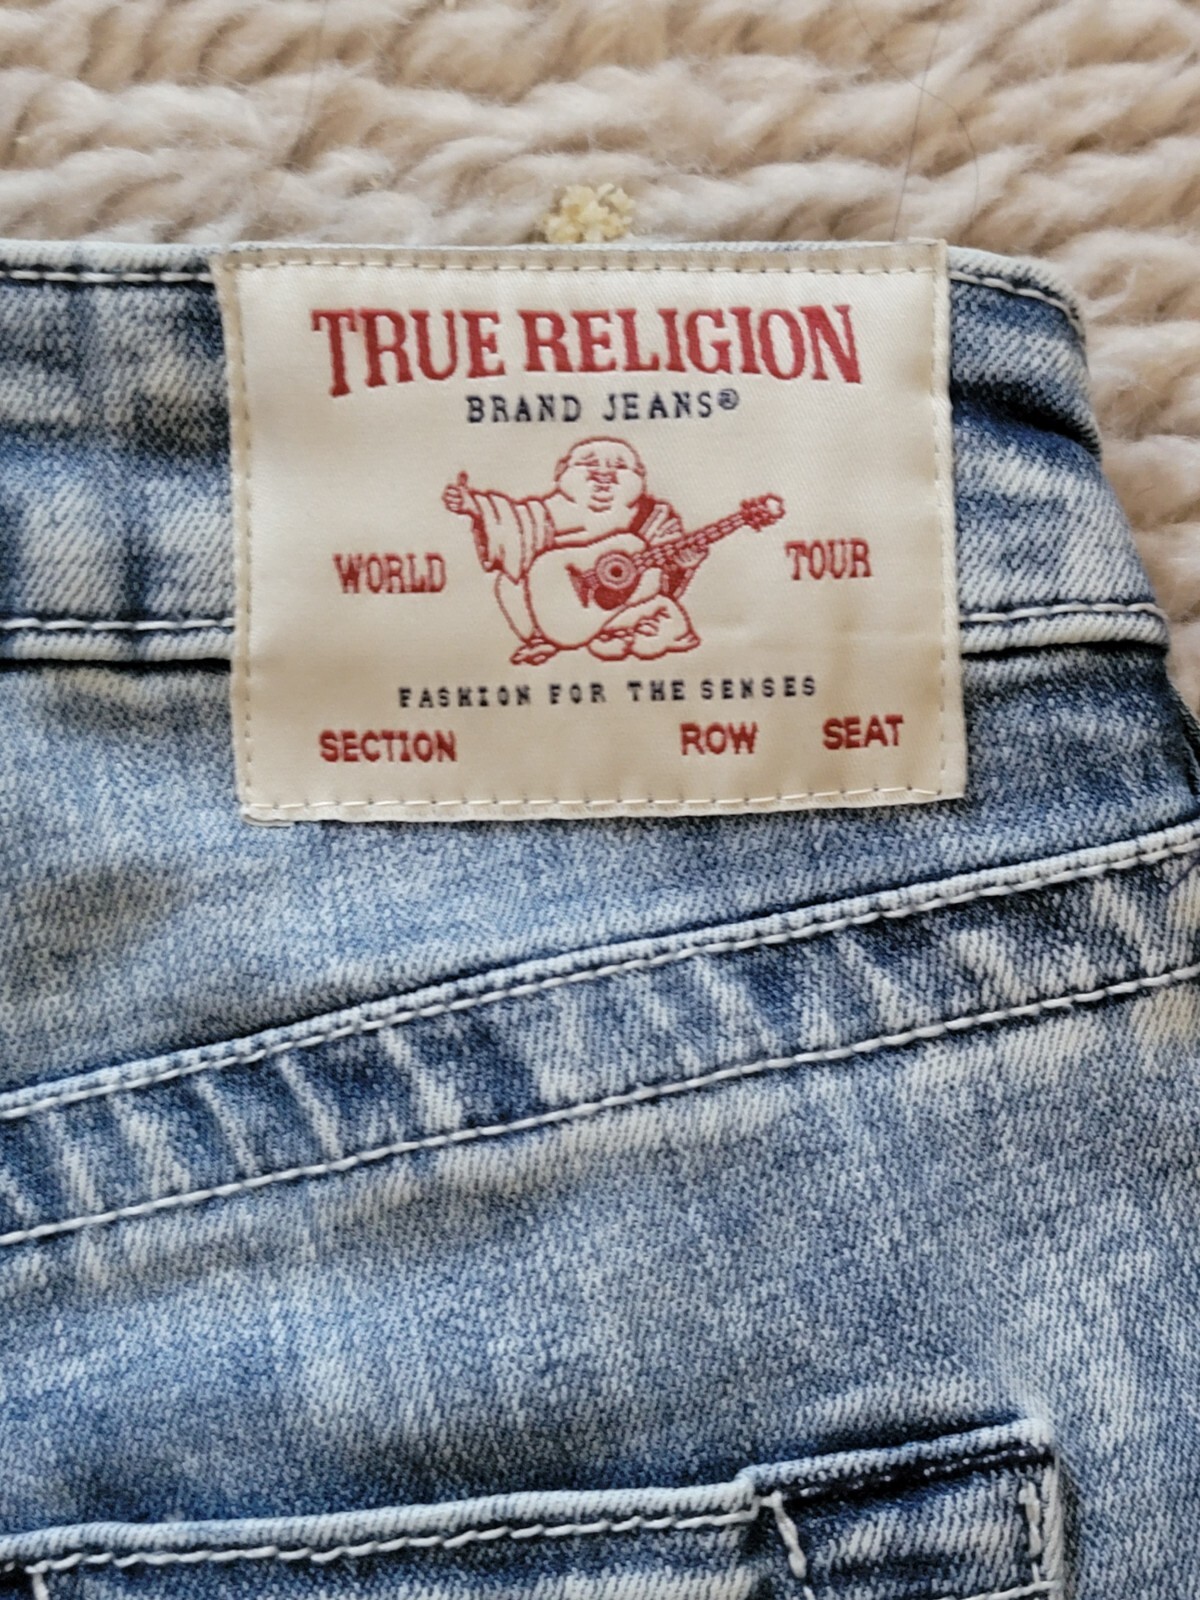 TRUE RELIGION
BRAND JEANS®
WORLD TOUR
FASHION FOR THE SENSES
SECTION ROW SEAT